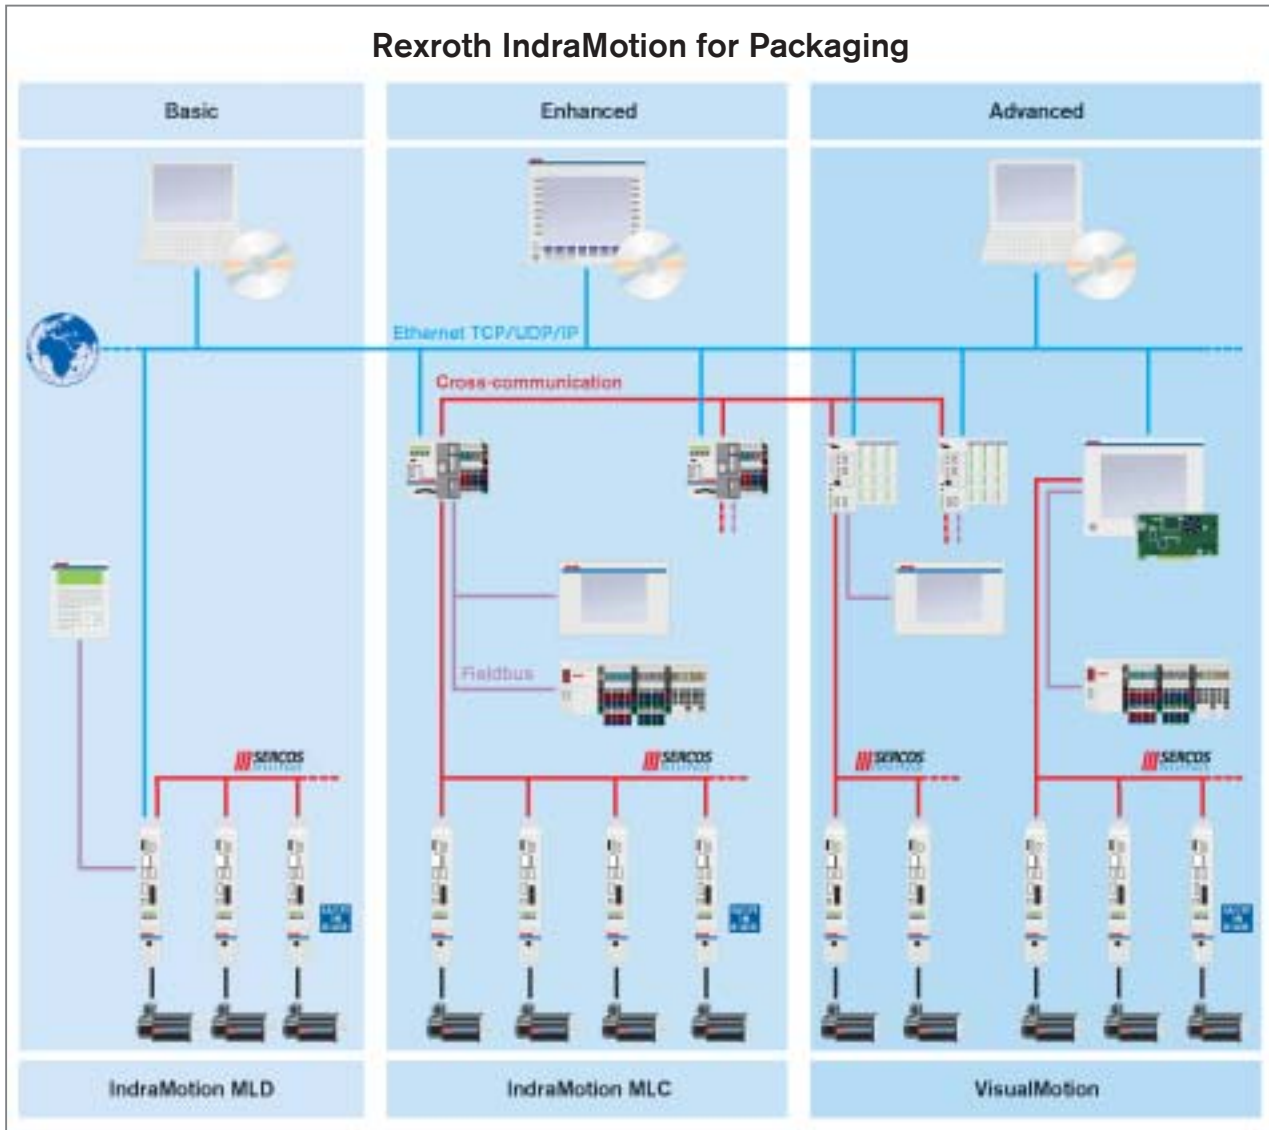 Rexroth IndraMotion for Packaging
Basic
Enhanced
Advanced
Ethernet TCP/UDP/IP
Cross-communication
Fieldbus
SERCOS
SERCOS
SERCOS
SERCOS
IndraMotion MLD
IndraMotion MLC
VisualMotion